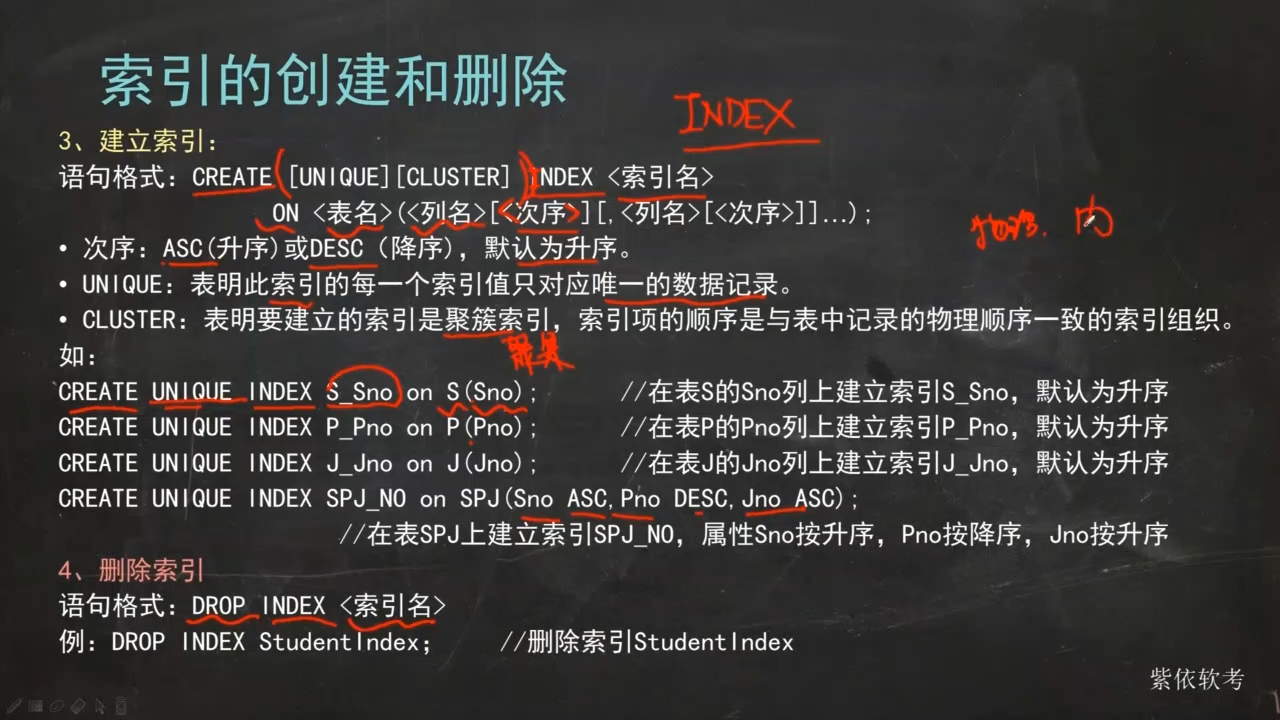 索引的创建和删除
INDEX
3、建立索引：
语句格式：CREATE [UNIQUE][CLUSTER] INDEX <索引名>
ON <表名>(<列名>[<次序>][,<列名>[<次序>]]…);
物理. 内
• 次序：ASC(升序)或DESC（降序)，默认为升序。
• UNIQUE：表明此索引的每一个索引值只对应唯一的数据记录。
• CLUSTER：表明要建立的索引是聚簇索引，索引项的顺序是与表中记录的物理顺序一致的索引组织。
聚集
如：
CREATE UNIQUE INDEX S_Sno on S(Sno); //在表S的Sno列上建立索引S_Sno，默认为升序
CREATE UNIQUE INDEX P_Pno on P(Pno); //在表P的Pno列上建立索引P_Pno，默认为升序
CREATE UNIQUE INDEX J_Jno on J(Jno); //在表J的Jno列上建立索引J_Jno，默认为升序
CREATE UNIQUE INDEX SPJ_NO on SPJ(Sno ASC,Pno DESC,Jno ASC);
//在表SPJ上建立索引SPJ_NO，属性Sno按升序，Pno按降序，Jno按升序
4、删除索引
语句格式：DROP INDEX <索引名>
例：DROP INDEX StudentIndex； //删除索引StudentIndex
紫依软考